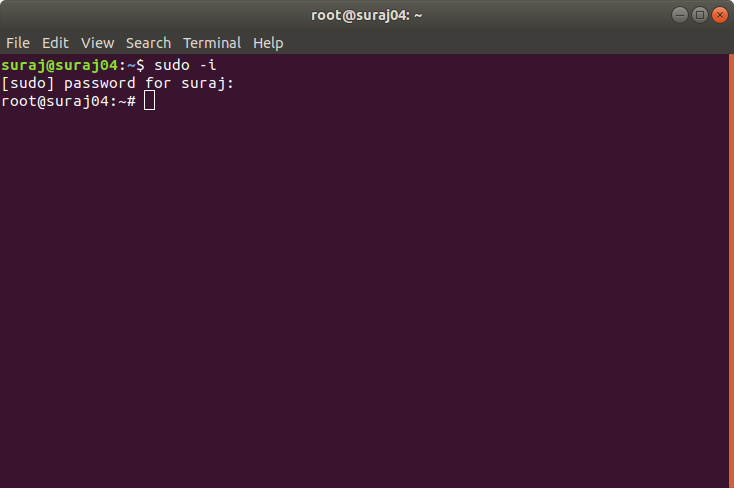 root@suraj04: ~
File Edit View Search Terminal Help
suraj@suraj04:~$ sudo -i
[sudo] password for suraj:
root@suraj04:~#